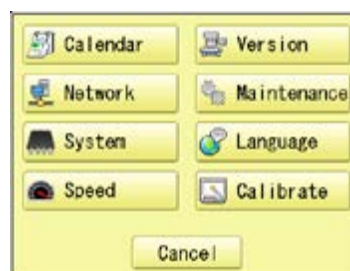 Calendar
Version
Network
Maintenance
System
Language
Speed
Calibrate
Cancel